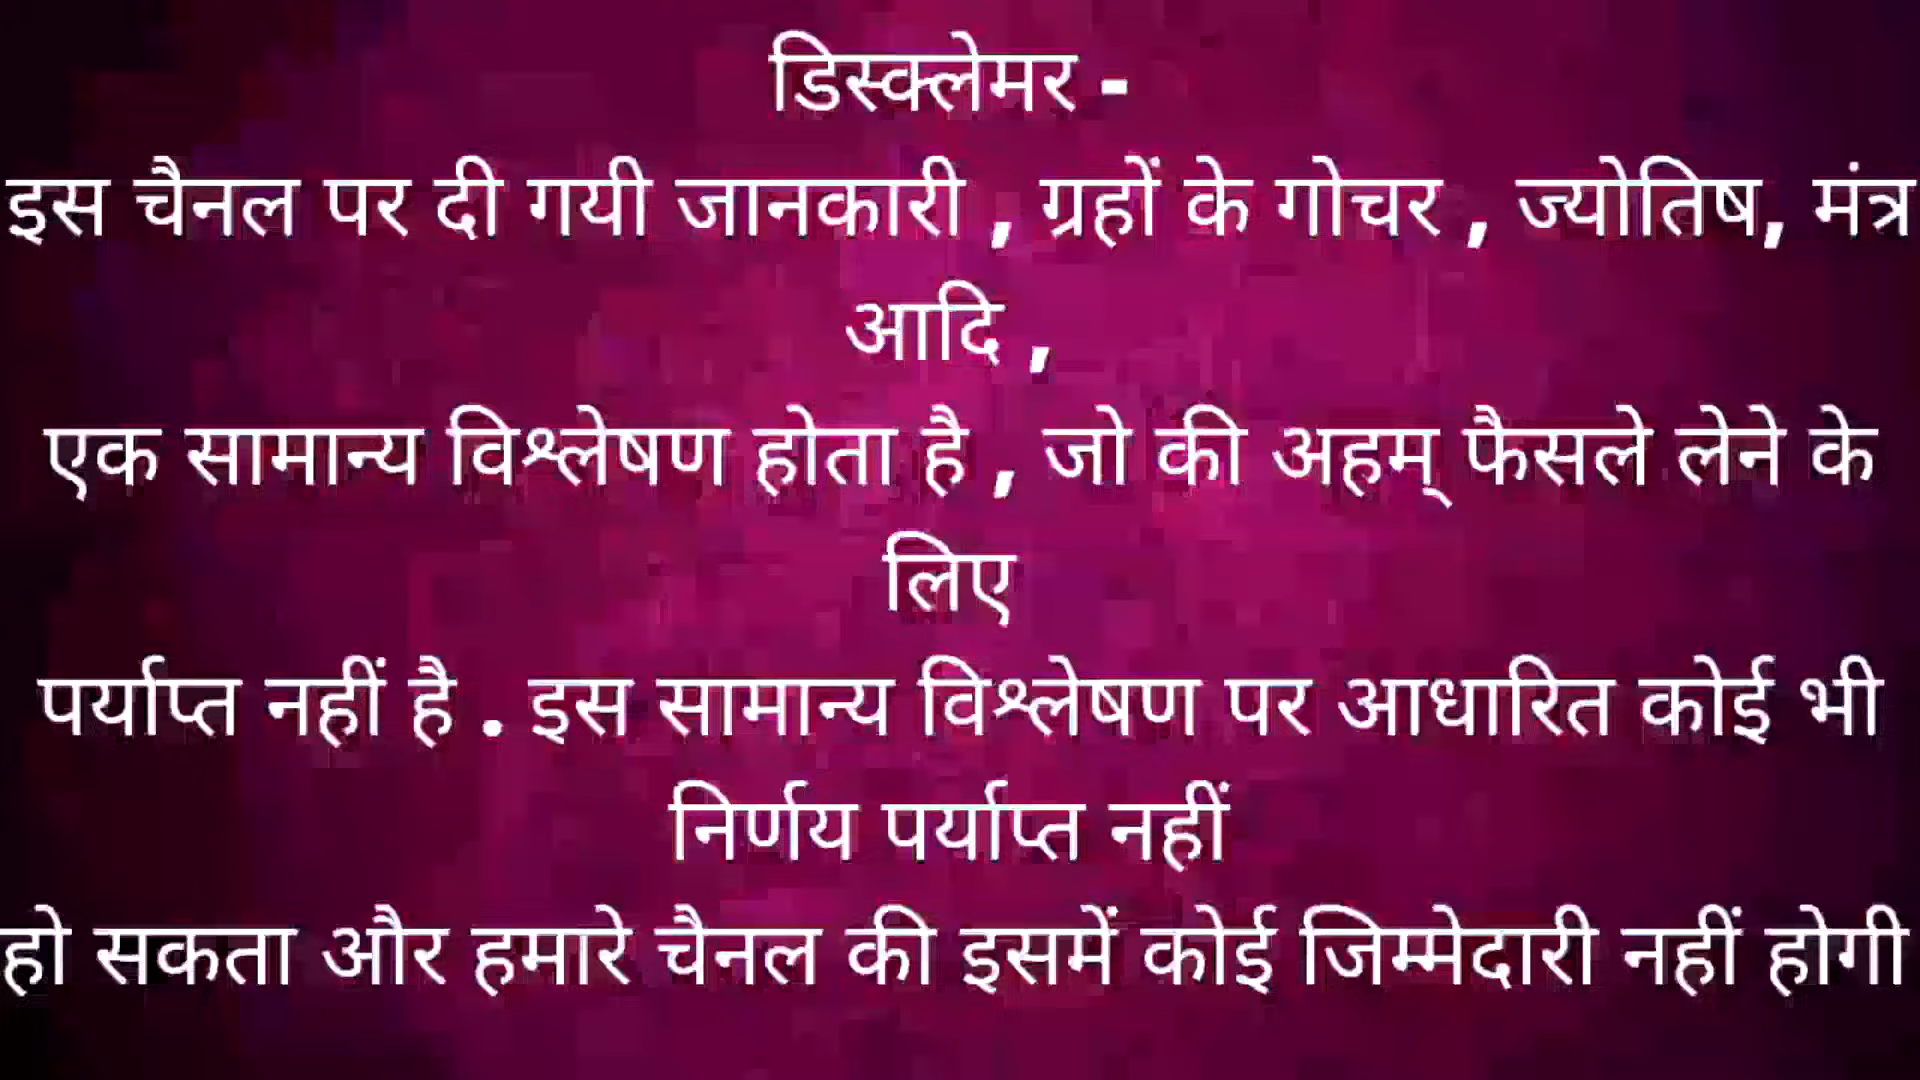 डिस्क्लेमर -
इस चैनल पर दी गयी जानकारी , ग्रहों के गोचर , ज्योतिष, मंत्र
आदि ,
एक सामान्य विश्लेषण होता है , जो की अहम् फैसले लेने के
लिए
पर्याप्त नहीं है . इस सामान्य विश्लेषण पर आधारित कोई भी
निर्णय पर्याप्त नहीं
हो सकता और हमारे चैनल की इसमें कोई जिम्मेदारी नहीं होगी